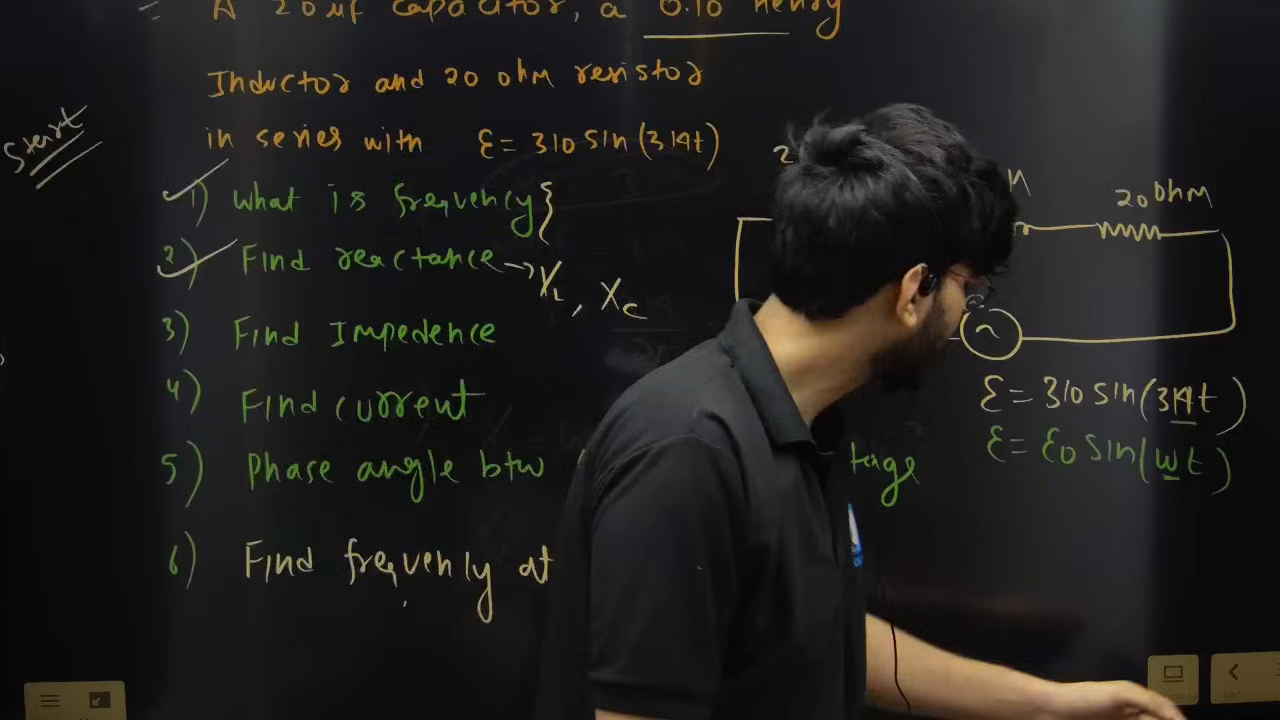 A 20 μf capacitor, a 0.10 Henry
Inductor and 20 ohm resistor
in series with ε = 310 sin(314t)
Start
1) what is frequency
2) Find reactance → XL, Xc
3) Find Impedence
4) Find current
5) Phase angle btw
6) Find frequency at
20 ohm
ε = 310 sin(314t)
ε = ε0 sin(ωt)